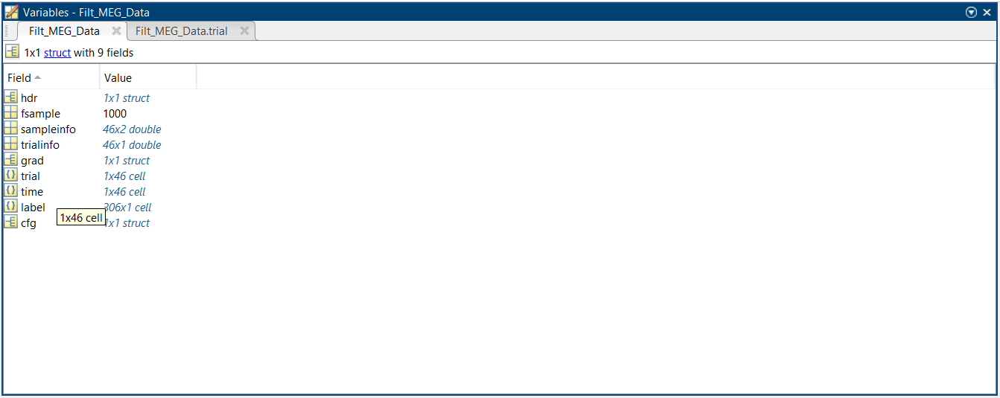 Variables - Filt_MEG_Data
Filt_MEG_Data Filt_MEG_Data.trial
1x1 struct with 9 fields
Field Value
hdr 1x1 struct
fsample 1000
sampleinfo 46x2 double
trialinfo 46x1 double
grad 1x1 struct
trial 1x46 cell
time 1x46 cell
label 306x1 cell
1x46 cell
cfg 1x1 struct